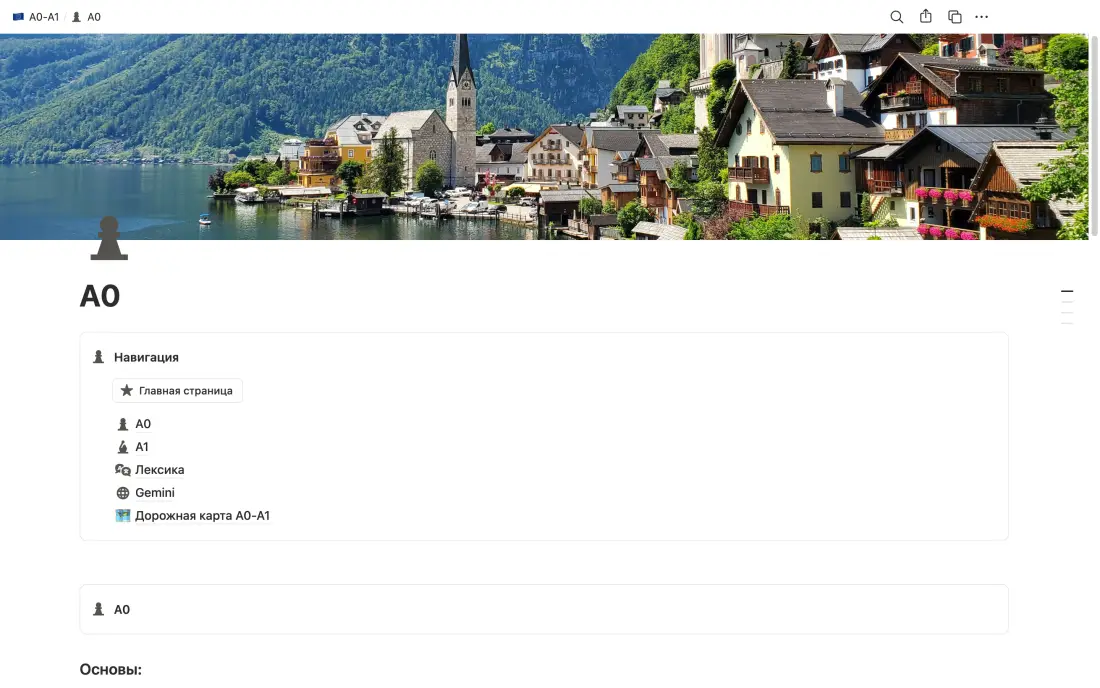 A0-A1 / A0
A0
Навигация
Главная страница
A0
A1
Лексика
Gemini
Дорожная карта A0-A1
A0
Основы: